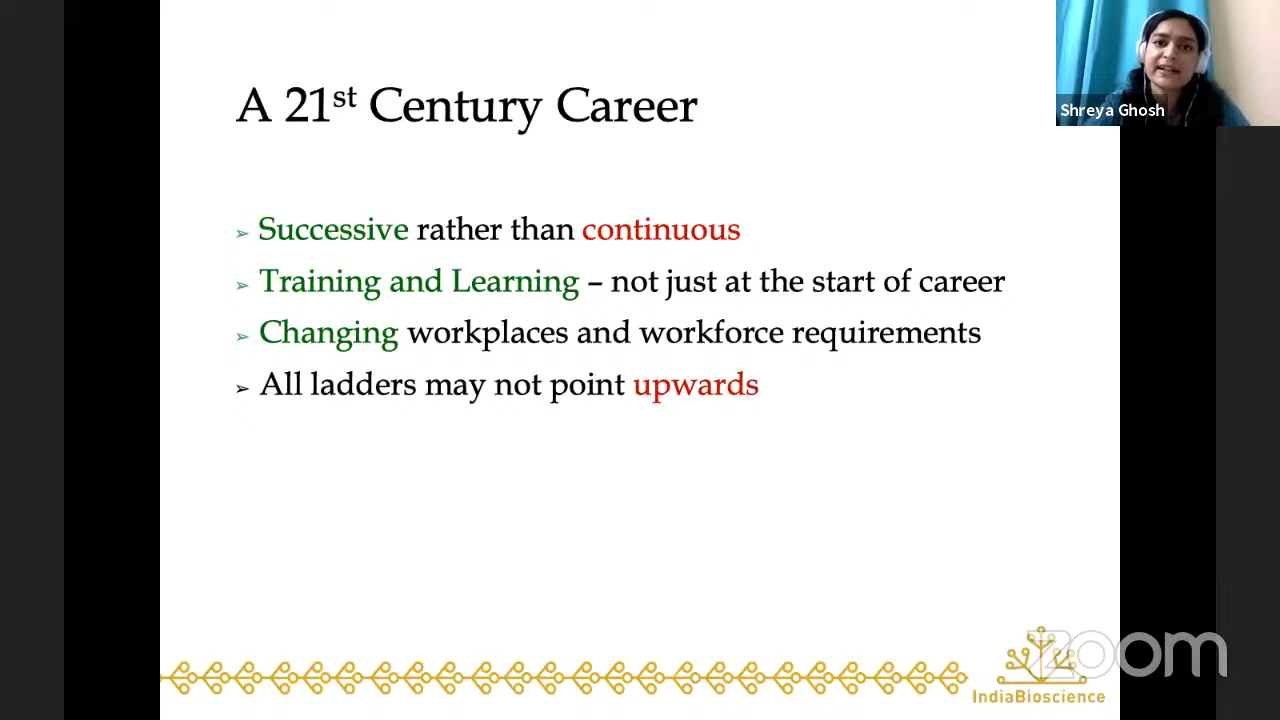 A 21st Century Career
Shreya Ghosh
➢ Successive rather than continuous
➢ Training and Learning – not just at the start of career
➢ Changing workplaces and workforce requirements
➢ All ladders may not point upwards
zoom
IndiaBioscience